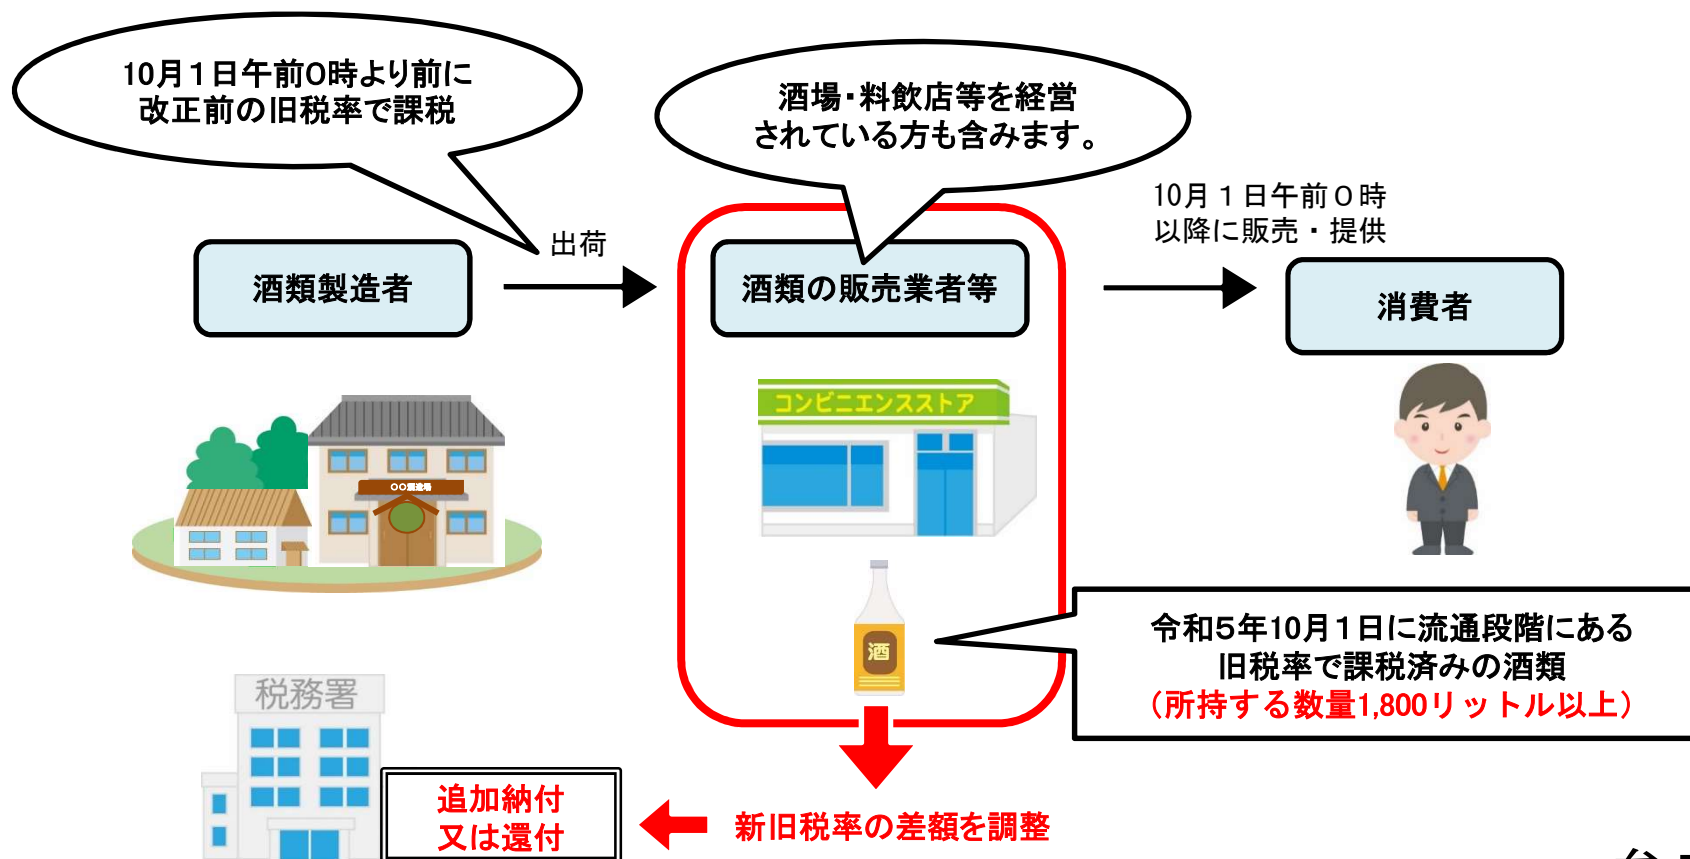 10月１日午前０時より前に
改正前の旧税率で課税
酒場・料飲店等を経営
されている方も含みます。
10月１日午前０時
以降に販売・提供
出荷
酒類製造者
酒類の販売業者等
消費者
コンビニエンスストア
〇〇酒造場
酒
令和５年10月１日に流通段階にある
旧税率で課税済みの酒類
（所持する数量1,800リットル以上）
税務署
追加納付
又は還付
新旧税率の差額を調整